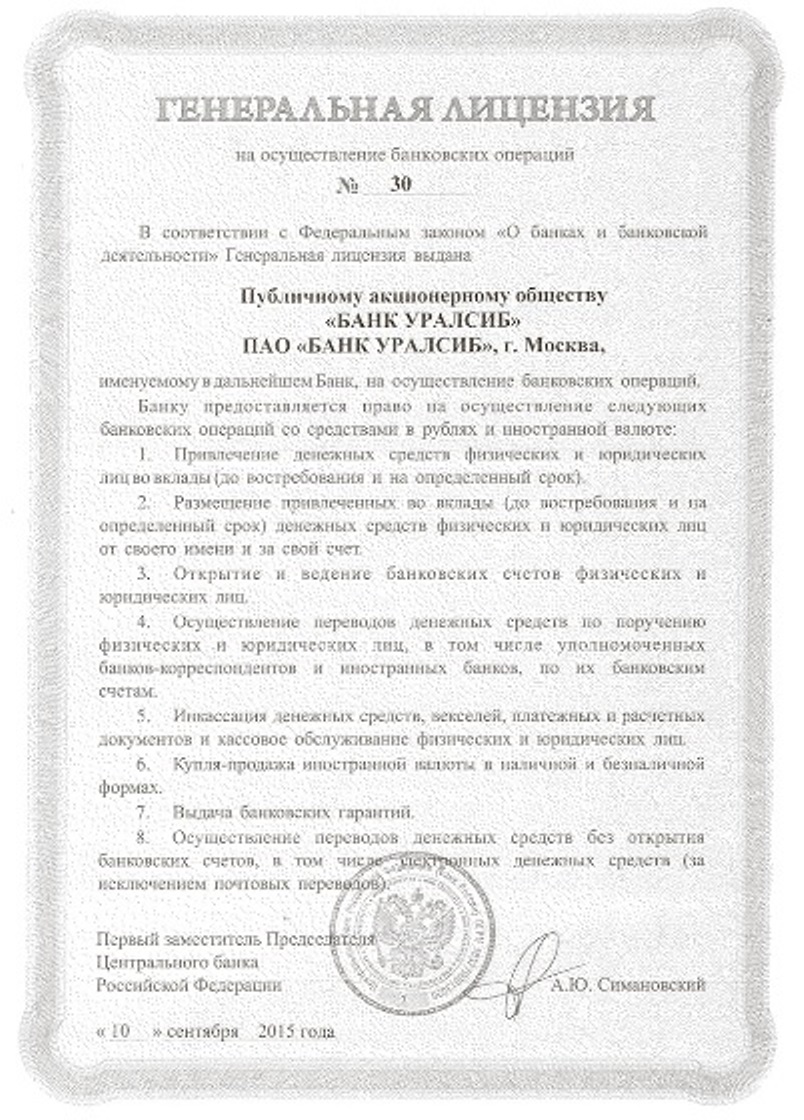 ГЕНЕРАЛЬНАЯ ЛИЦЕНЗИЯ
на осуществление банковских операций
№ 30
В соответствии с Федеральным законом «О банках и банковской
деятельности» Генеральная лицензия выдана
Публичному акционерному обществу
«БАНК УРАЛСИБ»
ПАО «БАНК УРАЛСИБ», г. Москва,
именуемому в дальнейшем Банк, на осуществление банковских операций.
Банку предоставляется право на осуществление следующих
банковских операций со средствами в рублях и иностранной валюте:
1. Привлечение денежных средств физических и юридических
лиц во вклады (до востребования и на определенный срок).
2. Размещение привлеченных во вклады (до востребования и на
определенный срок) денежных средств физических и юридических лиц
от своего имени и за свой счет.
3. Открытие и ведение банковских счетов физических и
юридических лиц.
4. Осуществление переводов денежных средств по поручению
физических и юридических лиц, в том числе уполномоченных
банков-корреспондентов и иностранных банков, по их банковским
счетам.
5. Инкассация денежных средств, векселей, платежных и расчетных
документов и кассовое обслуживание физических и юридических лиц.
6. Купля-продажа иностранной валюты в наличной и безналичной
формах.
7. Выдача банковских гарантий.
8. Осуществление переводов денежных средств без открытия
банковских счетов, в том числе электронных денежных средств (за
исключением почтовых переводов).
Первый заместитель Председателя
Центрального банка
Российской Федерации
А.Ю. Симановский
« 10 » сентября 2015 года